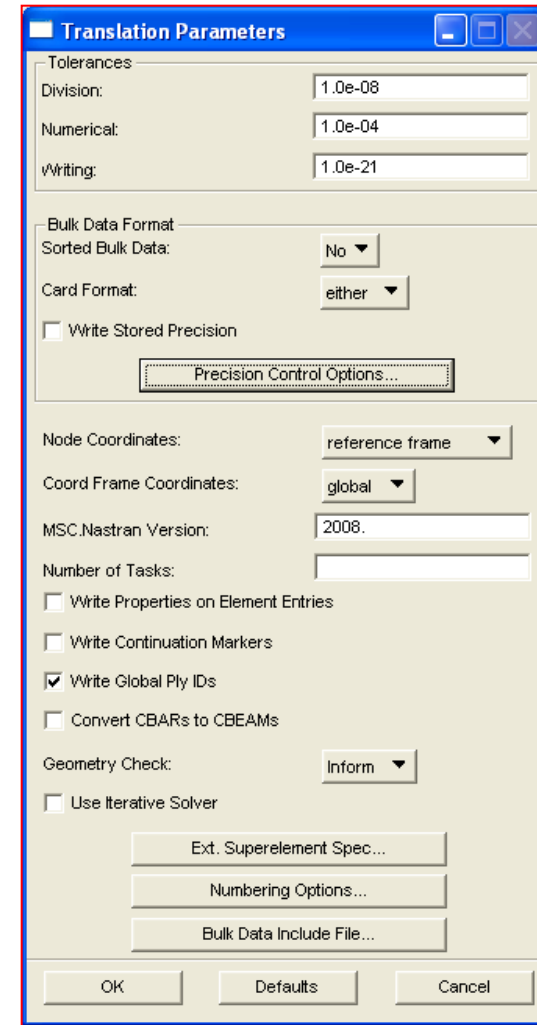 Translation Parameters
Tolerances
Division: 1.0e-08
Numerical: 1.0e-04
Writing: 1.0e-21
Bulk Data Format
Sorted Bulk Data: No
Card Format: either
Write Stored Precision
Precision Control Options...
Node Coordinates: reference frame
Coord Frame Coordinates: global
MSC.Nastran Version: 2008.
Number of Tasks:
Write Properties on Element Entries
Write Continuation Markers
Write Global Ply IDs
Convert CBARs to CBEAMs
Geometry Check: Inform
Use Iterative Solver
Ext. Superelement Spec...
Numbering Options...
Bulk Data Include File...
OK Defaults Cancel